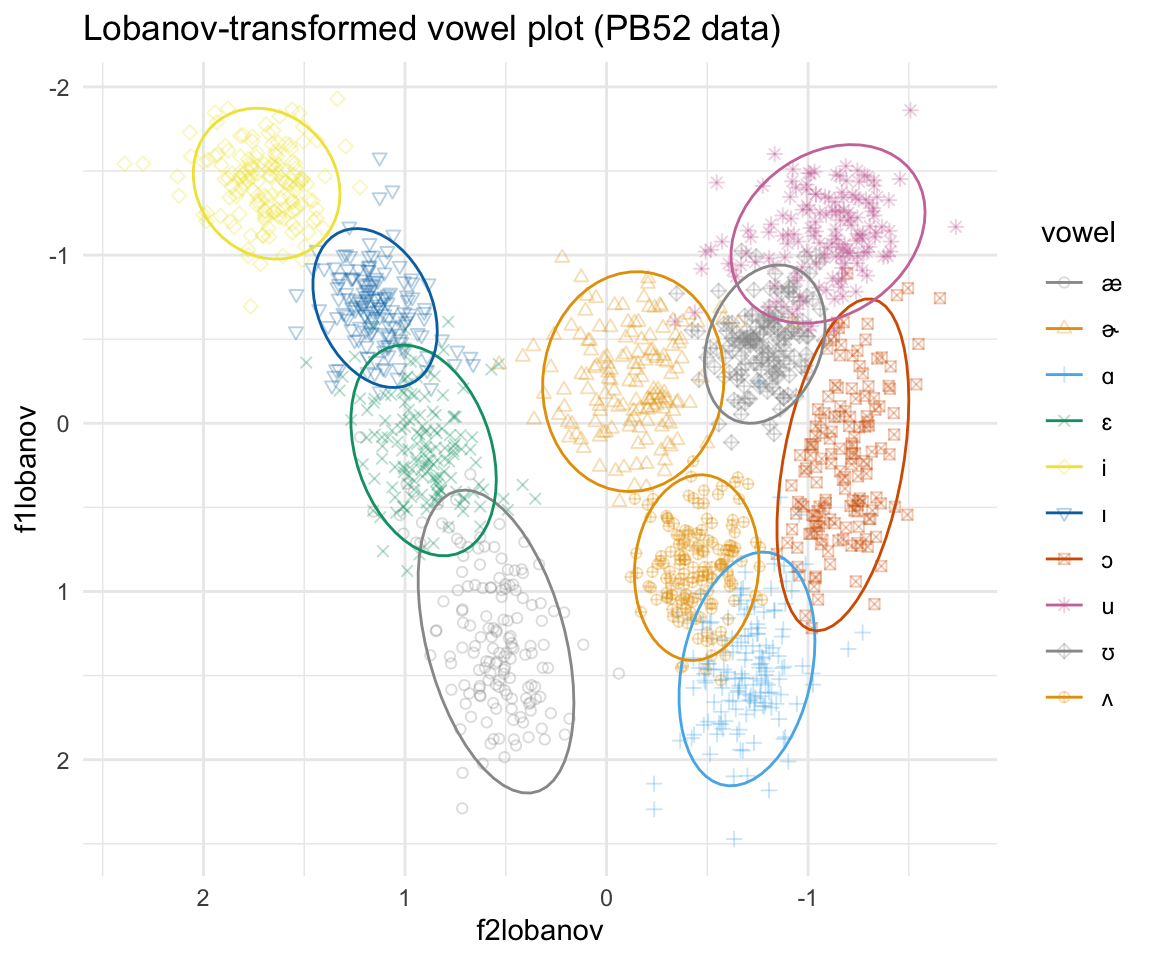 Lobanov-transformed vowel plot (PB52 data)
f1lobanov
-2
-1
0
1
2
2
1
0
-1
f2lobanov
vowel
æ
ɚ
ɑ
ɛ
i
ɪ
ɔ
u
ʊ
ʌ